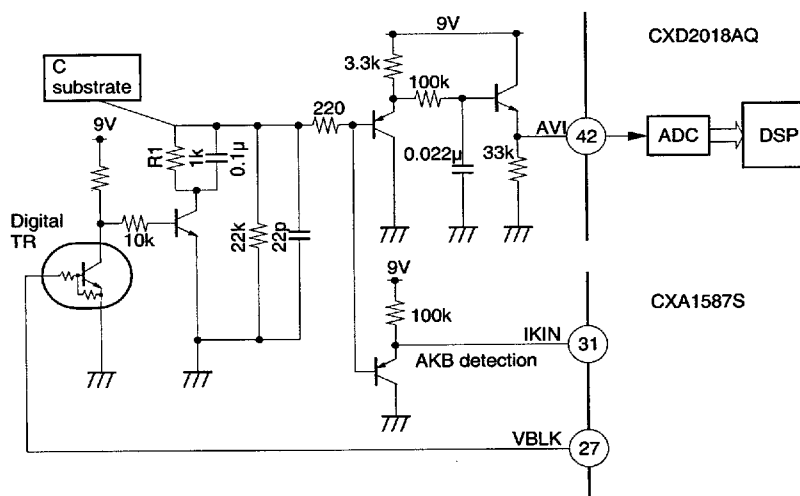 9V
CXD2018AQ
C
substrate
3.3k
100k
220
9V
R1
1k
0.1µ
AVI
42
ADC
DSP
0.022µ
33k
Digital
TR
10k
22k
22p
9V
100k
CXA1587S
IKIN
31
AKB detection
VBLK
27